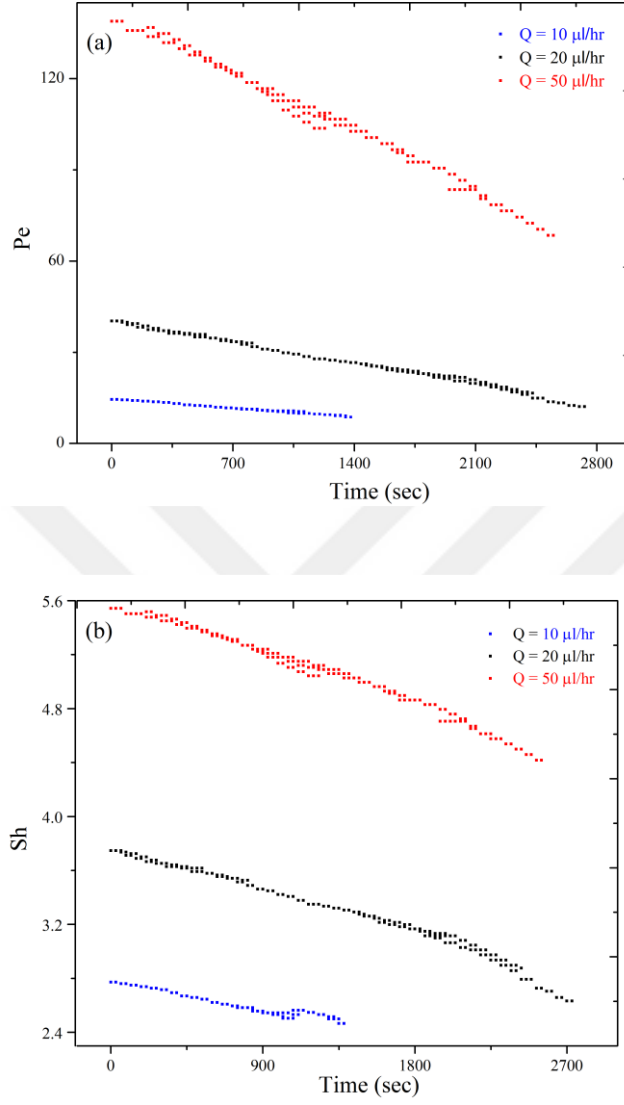 (a)
Q = 10 µl/hr
Q = 20 µl/hr
Q = 50 µl/hr
120
60
0
Pe
0 700 1400 2100 2800
Time (sec)
(b)
Q = 10 µl/hr
Q = 20 µl/hr
Q = 50 µl/hr
5.6
4.8
4.0
3.2
2.4
Sh
0 900 1800 2700
Time (sec)